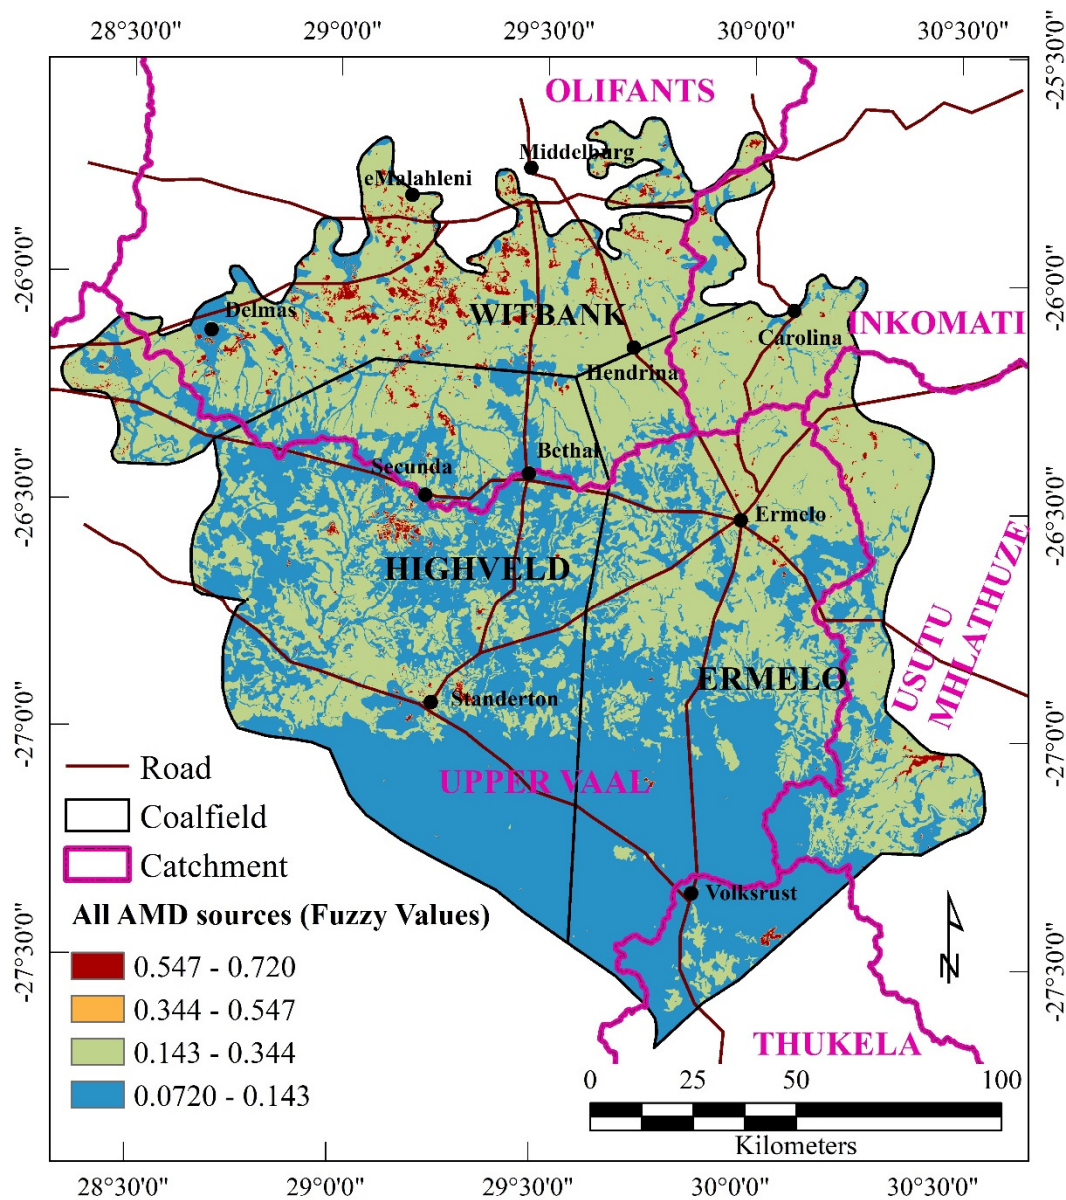 28°30'0" 29°0'0" 29°30'0" 30°0'0" 30°30'0"
-25°30'0"
OLIFANTS
Middelburg
eMalahleni
-26°0'0" -26°0'0"
Delmas
WITBANK
INKOMATI
Carolina
Hendrina
Bethal
Secunda
-26°30'0" -26°30'0"
Ermelo
HIGHVELD
USUTU
MHLATHUZE
ERMELO
Standerton
-27°0'0" -27°0'0"
Road
UPPER VAAL
Coalfield
Catchment
Volksrust
All AMD sources (Fuzzy Values)
-27°30'0" -27°30'0"
0.547 - 0.720
N
0.344 - 0.547
0.143 - 0.344
THUKELA
0.0720 - 0.143
0 25 50 100
Kilometers
28°30'0" 29°0'0" 29°30'0" 30°0'0" 30°30'0"